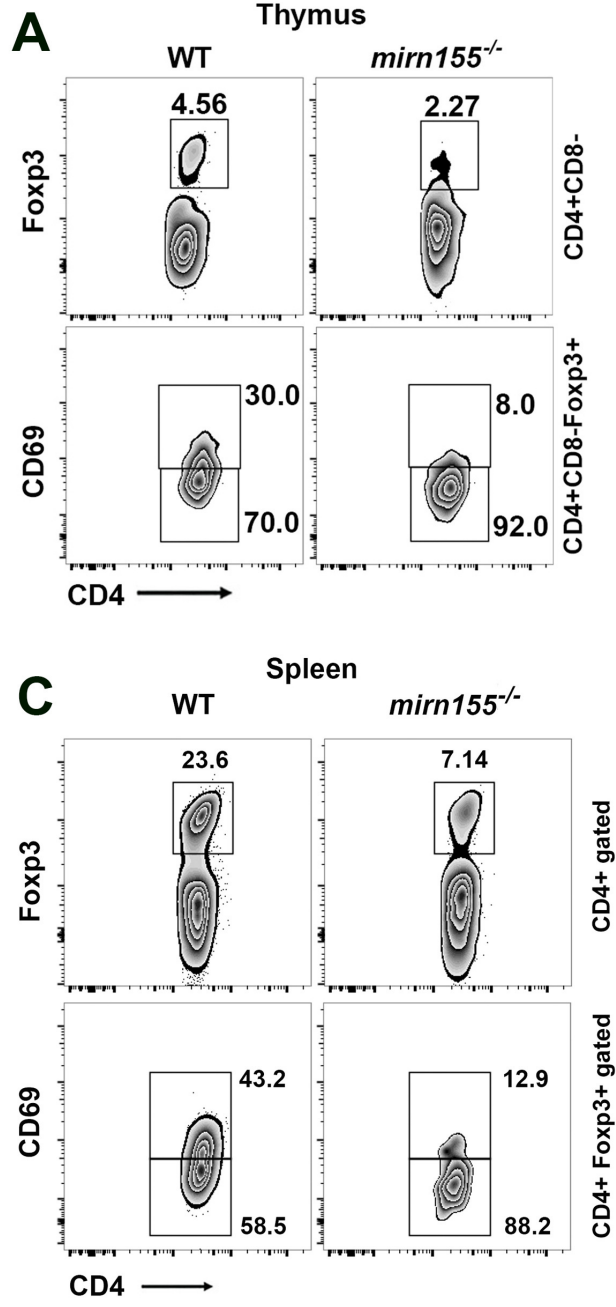 A
Thymus
WT
mirn155-/-
4.56
2.27
Foxp3
CD4+CD8-
30.0
8.0
CD69
70.0
92.0
CD4+CD8-Foxp3+
CD4
C
Spleen
WT
mirn155-/-
23.6
7.14
Foxp3
CD4+ gated
43.2
12.9
CD69
58.5
88.2
CD4+ Foxp3+ gated
CD4